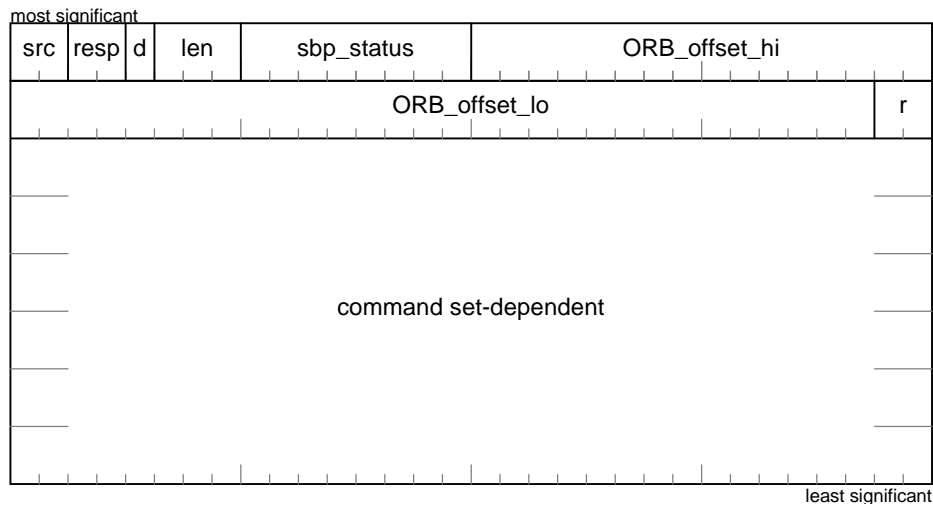 most significant
src resp d len sbp_status ORB_offset_hi
ORB_offset_lo r
command set-dependent
least significant